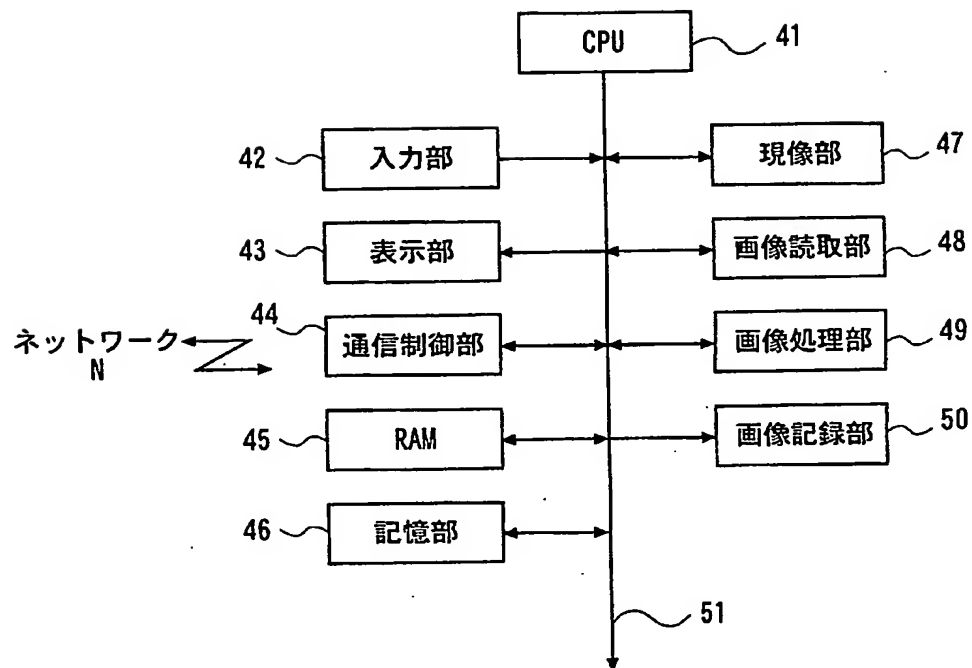 CPU
41
42
入力部
現像部
47
43
表示部
画像読取部
48
44
ネットワーク
N
通信制御部
画像処理部
49
45
RAM
画像記録部
50
46
記憶部
51